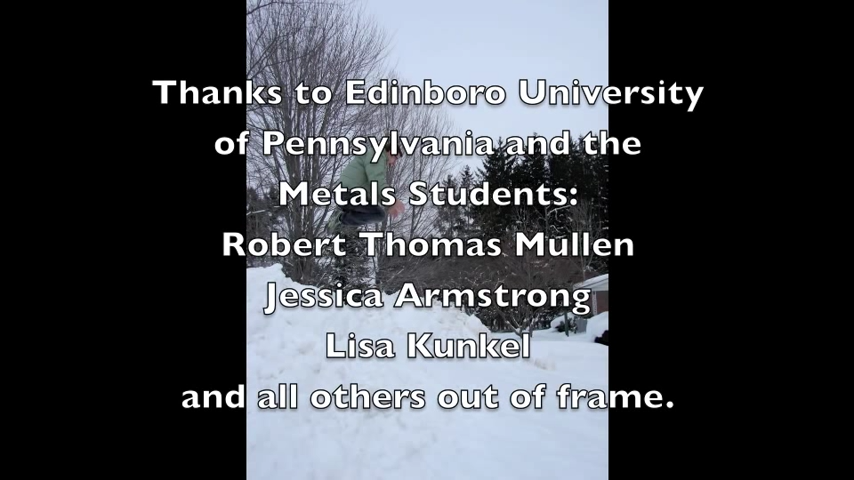 Thanks to Edinboro University
of Pennsylvania and the
Metals Students:
Robert Thomas Mullen
Jessica Armstrong
Lisa Kunkel
and all others out of frame.